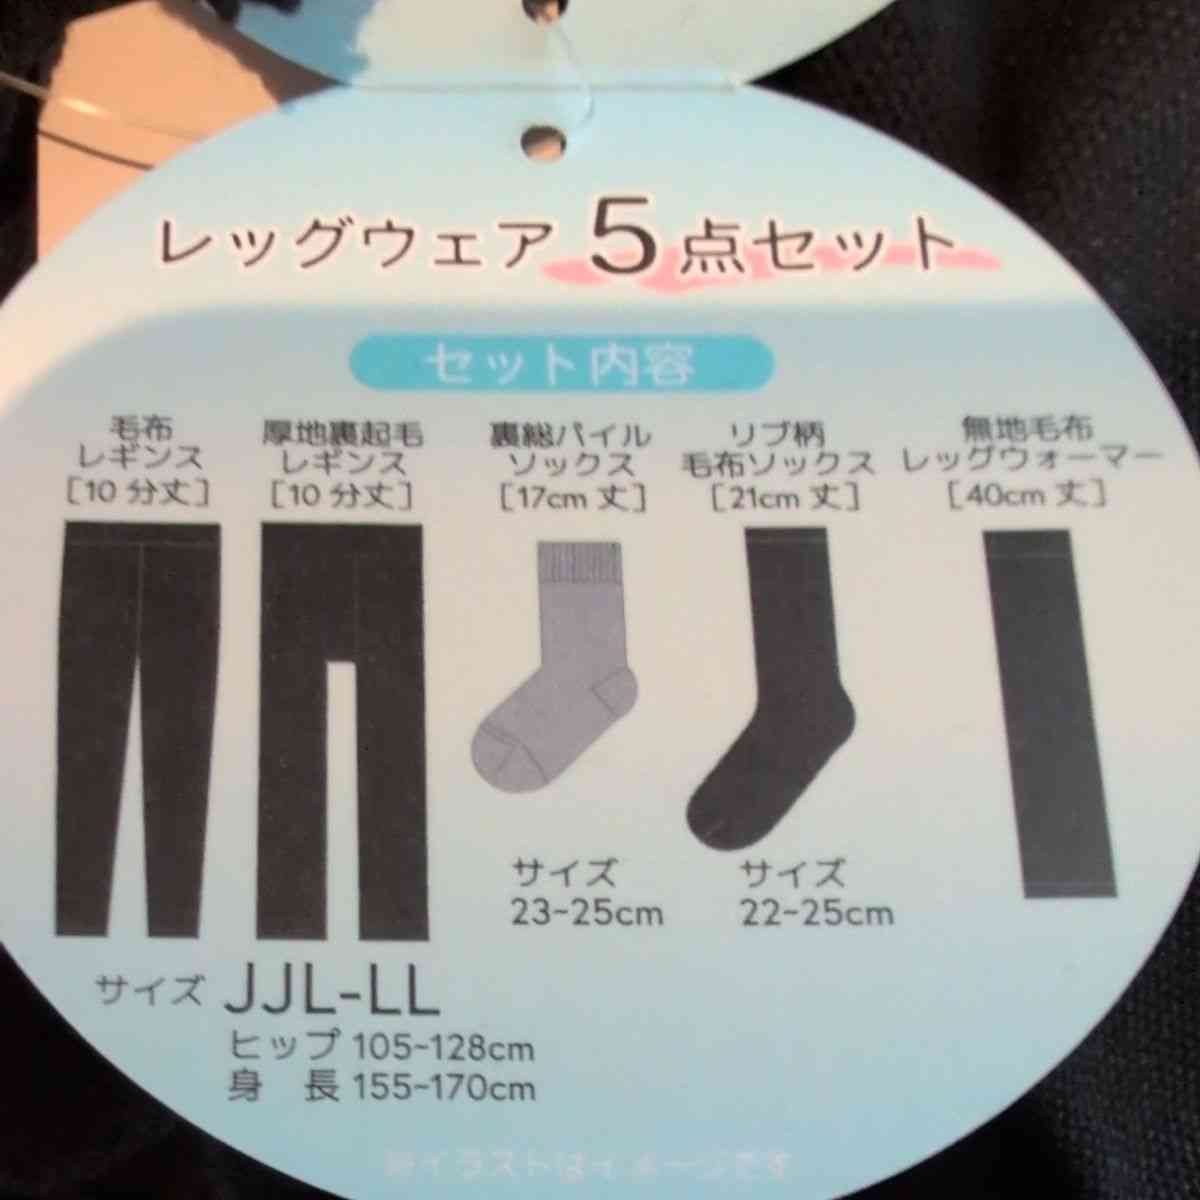 レッグウェア 5点セット
セット内容
毛布
レギンス
[10分丈]
厚地裏起毛
レギンス
[10分丈]
裏総パイル
ソックス
[17cm丈]
リブ柄
毛布ソックス
[21cm丈]
無地毛布
レッグウォーマー
[40cm丈]
サイズ
23~25cm
サイズ
22~25cm
サイズ JJL-LL
ヒップ 105~128cm
身 長 155~170cm
※イラストはイメージです